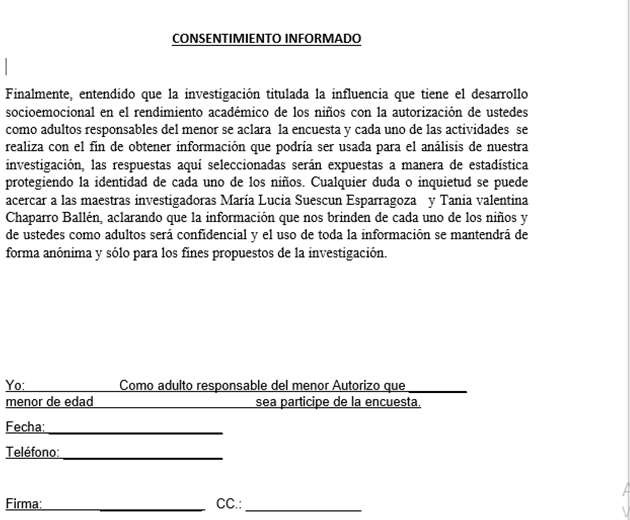 CONSENTIMIENTO INFORMADO
Finalmente, entendido que la investigación titulada la influencia que tiene el desarrollo
socioemocional en el rendimiento académico de los niños con la autorización de ustedes
como adultos responsables del menor se aclara la encuesta y cada uno de las actividades se
realiza con el fin de obtener información que podría ser usada para el análisis de nuestra
investigación, las respuestas aquí seleccionadas serán expuestas a manera de estadística
protegiendo la identidad de cada uno de los niños. Cualquier duda o inquietud se puede
acercar a las maestras investigadoras María Lucia Suescun Esparragoza y Tania valentina
Chaparro Ballén, aclarando que la información que nos brinden de cada uno de los niños y
de ustedes como adultos será confidencial y el uso de toda la información se mantendrá de
forma anónima y sólo para los fines propuestos de la investigación.
Yo: Como adulto responsable del menor Autorizo que
menor de edad sea participe de la encuesta.
Fecha:
Teléfono:
Firma: CC.: